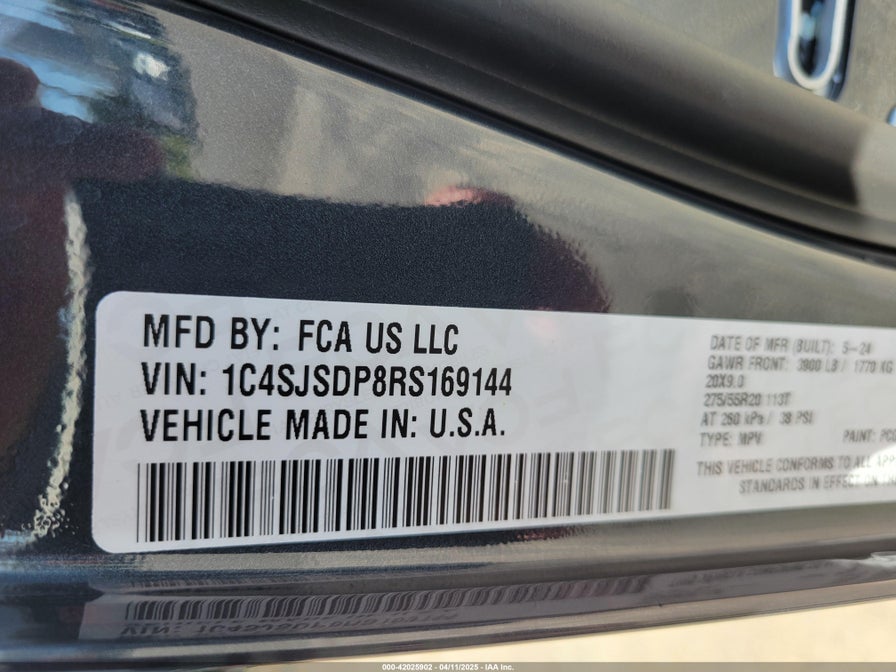 MFD BY: FCA US LLC
VIN: 1C4SJSDP8RS169144
VEHICLE MADE IN: U.S.A.
DATE OF MFR (BUILT): 5-24
GAWR FRONT: 3900 LB / 1770 KG
20X9.0
275/55R20 113T
AT 260 kPa / 38 PSI
TYPE: MPV PAINT:
THIS VEHICLE CONFORMS TO ALL
STANDARDS IN EFFECT ON
000-42025902 - 04/11/2025 - IAA Inc.